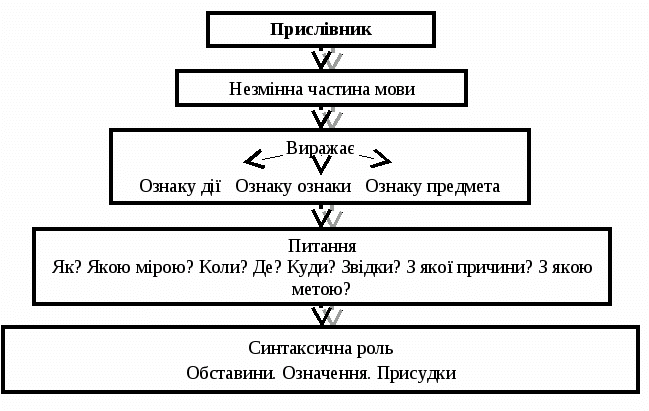 Прислівник
Незмінна частина мови
Виражає
Ознаку дії Ознаку ознаки Ознаку предмета
Питання
Як? Якою мірою? Коли? Де? Куди? Звідки? З якої причини? З якою
метою?
Синтаксична роль
Обставини. Означення. Присудки